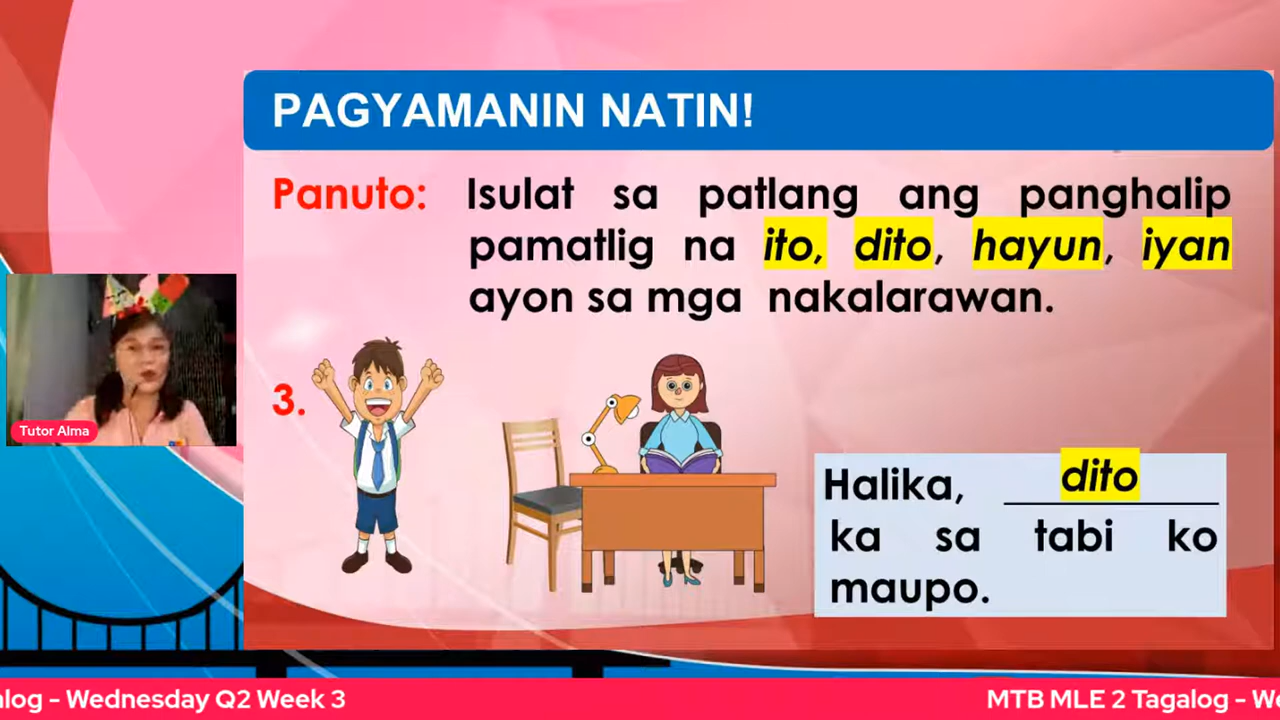 PAGYAMANIN NATIN!
Panuto: Isulat sa patlang ang panghalip
pamatlig na ito, dito, hayun, iyan
ayon sa mga nakalarawan.
3.
Halika, dito
ka sa tabi ko
maupo.
Tutor Alma
alog - Wednesday Q2 Week 3
MTB MLE 2 Tagalog - We